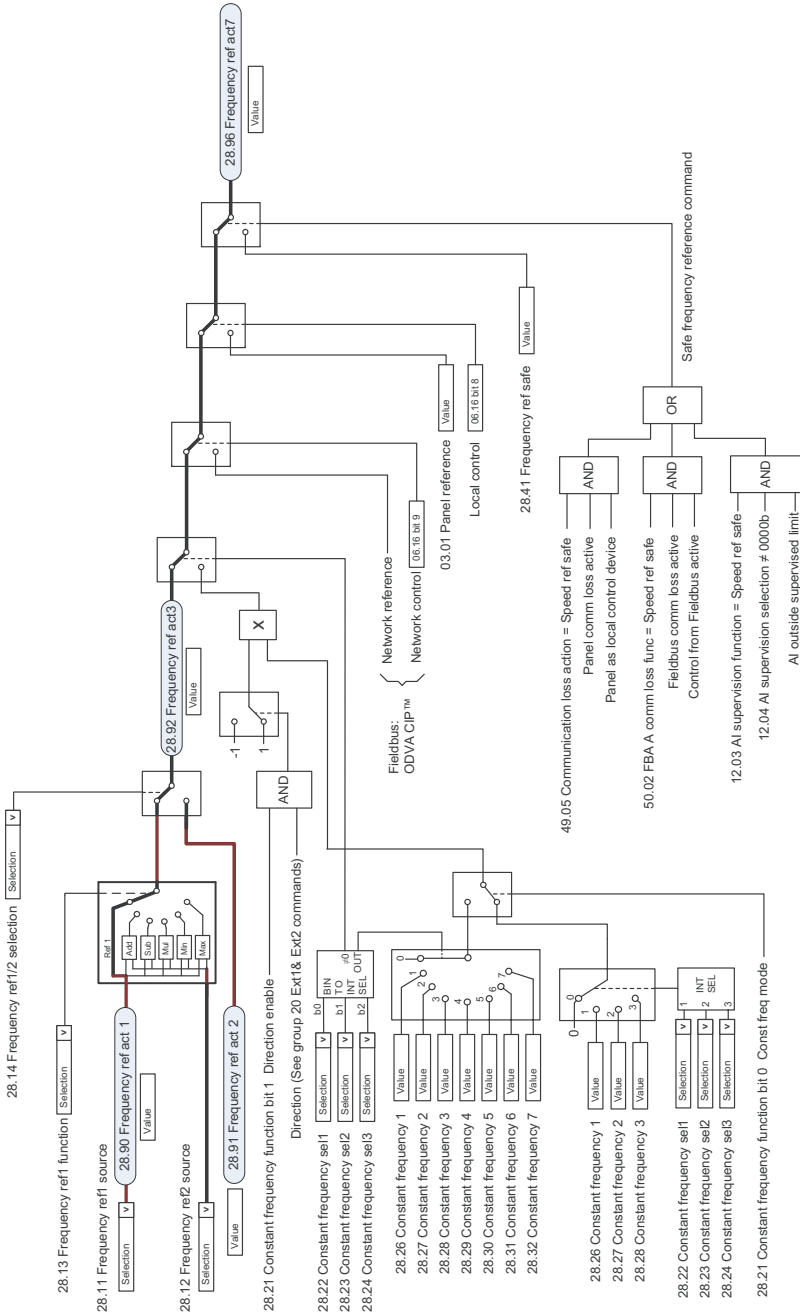 28.14 Frequency ref1/2 selection Selection v
28.13 Frequency ref1 function Selection v
28.11 Frequency ref1 source
Selection v
28.90 Frequency ref act 1
Value
28.12 Frequency ref2 source
Selection v
Value
28.91 Frequency ref act 2
Ref 1
Add
Sub
Mul
Min
Max
28.92 Frequency ref act3
Value
28.96 Frequency ref act7
Value
28.21 Constant frequency function bit 1 Direction enable
Direction (See group 20 Ext1& Ext2 commands)
AND
-1
1
X
28.22 Constant frequency sel1 Selection v b0
28.23 Constant frequency sel2 Selection v b1
28.24 Constant frequency sel3 Selection v b2
BIN
TO
INT
SEL
≠0
OUT
28.26 Constant frequency 1 Value
28.27 Constant frequency 2 Value
28.28 Constant frequency 3 Value
28.29 Constant frequency 4 Value
28.30 Constant frequency 5 Value
28.31 Constant frequency 6 Value
28.32 Constant frequency 7 Value
0
1
2
3
4
5
6
7
0
0
28.26 Constant frequency 1 Value 1
28.27 Constant frequency 2 Value 2
28.28 Constant frequency 3 Value 3
28.22 Constant frequency sel1 Selection v 1
28.23 Constant frequency sel2 Selection v 2
28.24 Constant frequency sel3 Selection v 3
INT
SEL
28.21 Constant frequency function bit 0 Const freq mode
Fieldbus:
ODVA CIP™
Network reference
Network control 06.16 bit 9
03.01 Panel reference Value
Local control 06.16 bit 8
28.41 Frequency ref safe Value
49.05 Communication loss action = Speed ref safe
Panel comm loss active
Panel as local control device
AND
50.02 FBA A comm loss func = Speed ref safe
Fieldbus comm loss active
Control from Fieldbus active
AND
12.03 AI supervision function = Speed ref safe
12.04 AI supervision selection ≠ 0000b
AI outside supervised limit
AND
OR
Safe frequency reference command